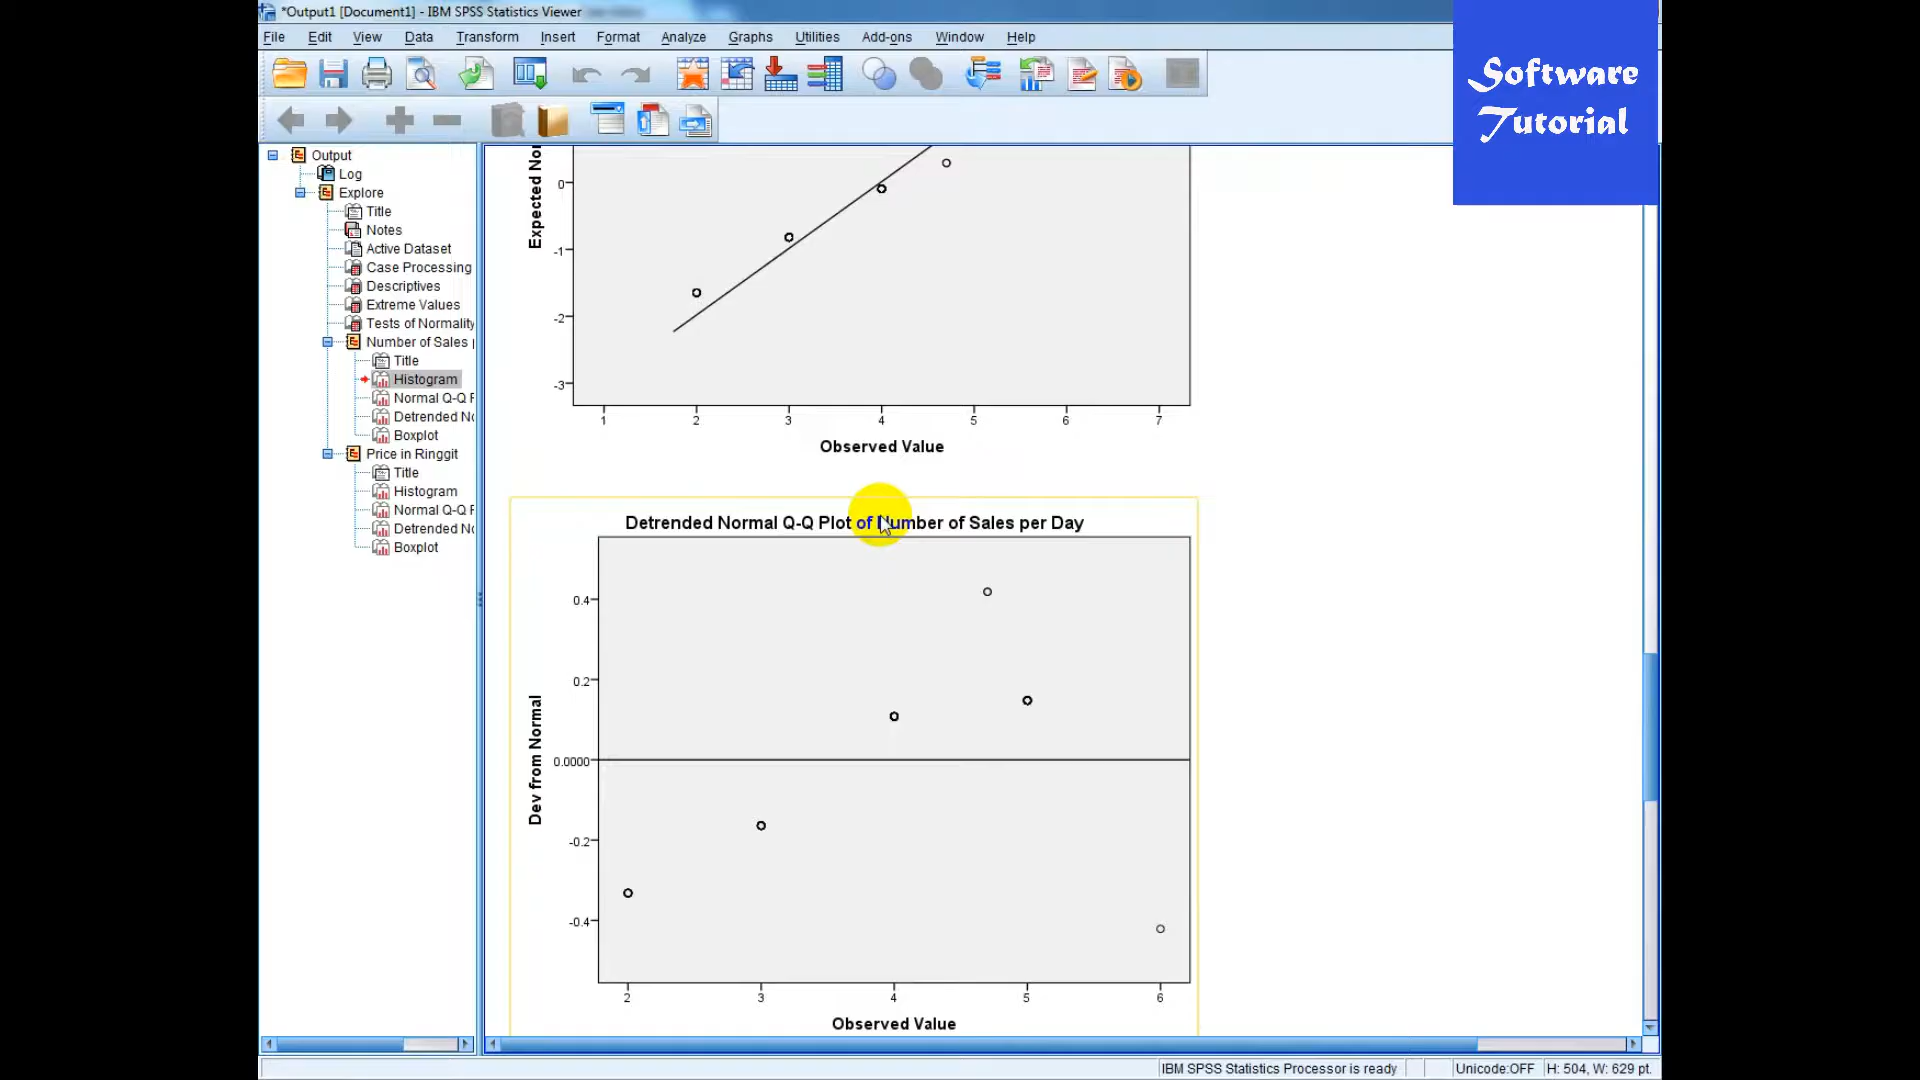 *Output1 [Document1] - IBM SPSS Statistics Viewer
File Edit View Data Transform Insert Format Analyze Graphs Utilities Add-ons Window Help
Software
Tutorial
Output
Log
Explore
Title
Notes
Active Dataset
Case Processing
Descriptives
Extreme Values
Tests of Normality
Number of Sales
Title
Histogram
Normal Q-Q
Detrended
Boxplot
Price in Ringgit
Title
Histogram
Normal Q-Q
Detrended
Boxplot
Expected
0
-1
-2
-3
1 2 3 4 5 6 7
Observed Value
Detrended Normal Q-Q Plot of Number of Sales per Day
Dev from Normal
0.4
0.2
0.0000
-0.2
-0.4
2 3 4 5 6
Observed Value
IBM SPSS Statistics Processor is ready Unicode:OFF H: 504, W: 629 pt.